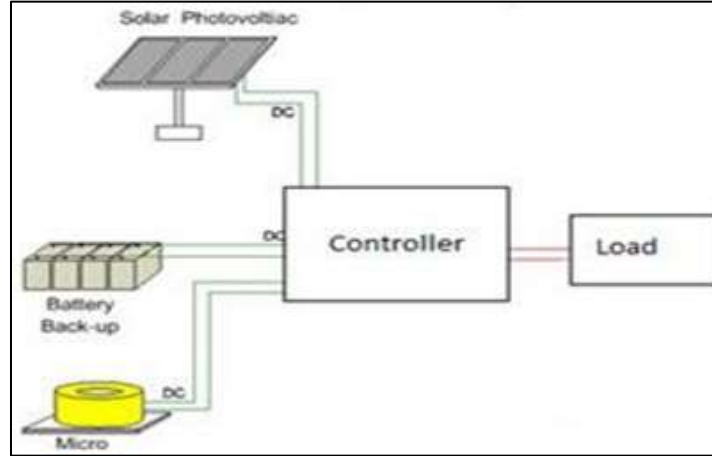 Solar Photovoltiac
DC
DC
Controller
Load
Battery
Back-up
DC
Micro